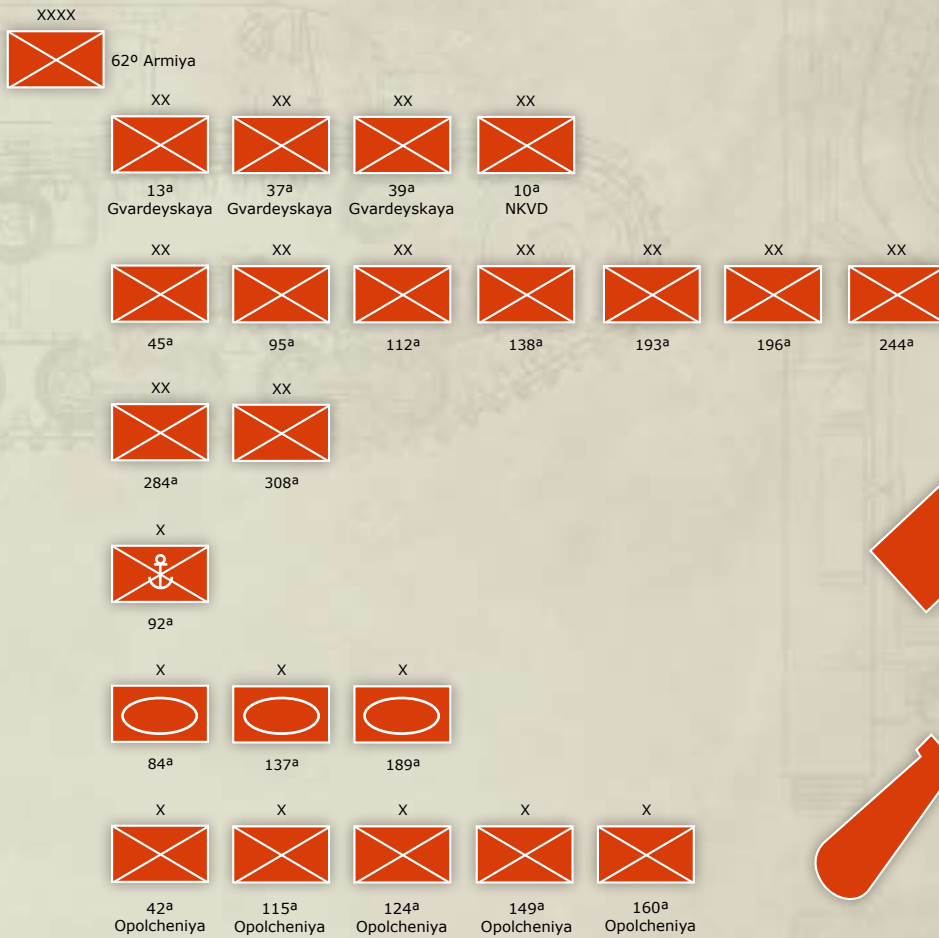 XXXX
62º Armiya
XX XX XX XX
13ª 37ª 39ª 10ª
Gvardeyskaya Gvardeyskaya Gvardeyskaya NKVD
XX XX XX XX XX XX XX
45ª 95ª 112ª 138ª 193ª 196ª 244ª
XX XX
284ª 308ª
X
92ª
X X X
84ª 137ª 189ª
X X X X X
42ª 115ª 124ª 149ª 160ª
Opolcheniya Opolcheniya Opolcheniya Opolcheniya Opolcheniya